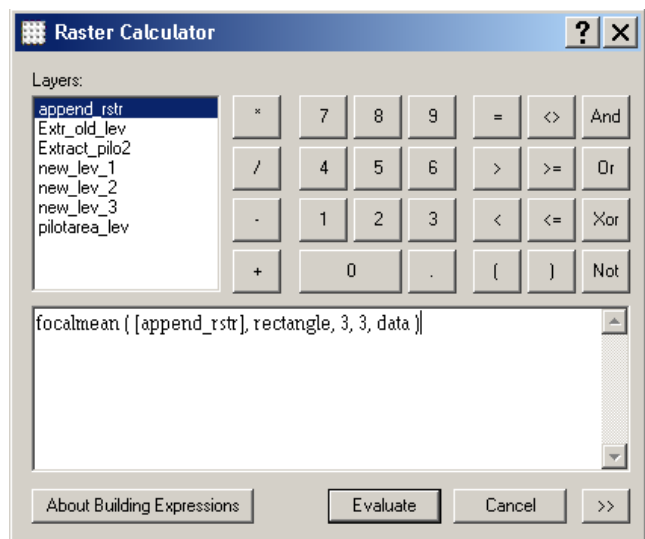 Raster Calculator ? ×
Layers:
append_rstr
Extr_old_lev
Extract_pilo2
new_lev_1
new_lev_2
new_lev_3
pilotarea_lev
* 7 8 9 = <> And
/ 4 5 6 > >= Or
- 1 2 3 < <= Xor
+ 0 . ( ) Not
focalmean ( [append_rstr], rectangle, 3, 3, data )
About Building Expressions Evaluate Cancel >>